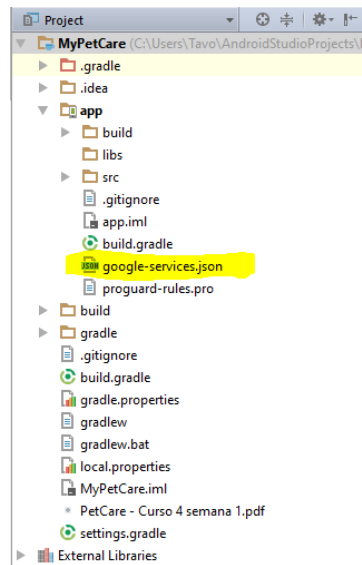 Project
MyPetCare (C:\Users\Tavo\AndroidStudioProjects\
.gradle
.idea
app
build
libs
src
.gitignore
app.iml
build.gradle
JSON google-services.json
proguard-rules.pro
build
gradle
.gitignore
build.gradle
gradle.properties
gradlew
gradlew.bat
local.properties
MyPetCare.iml
PetCare - Curso 4 semana 1.pdf
settings.gradle
External Libraries